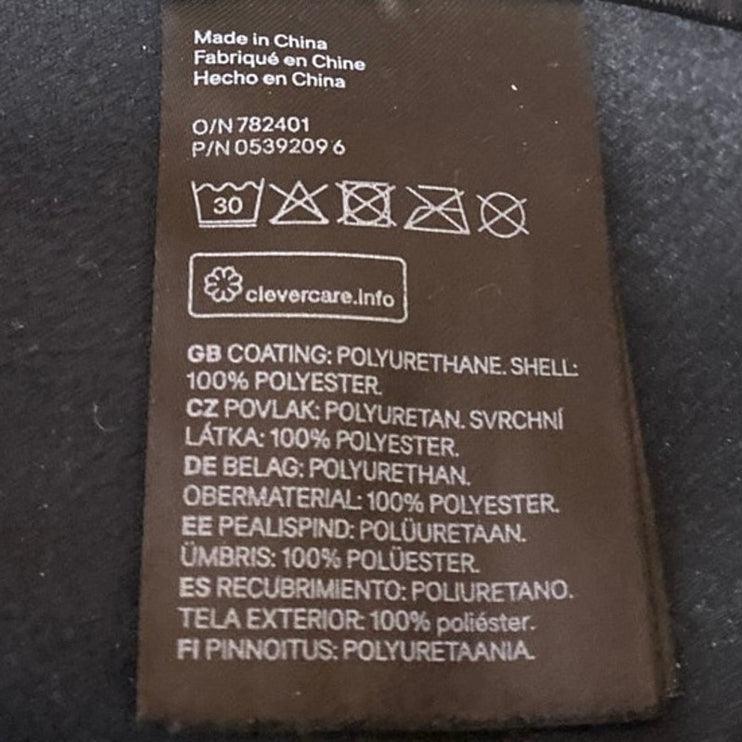 Made in China
Fabriqué en Chine
Hecho en China
O/N 782401
P/N 0539209 6
30
clevercare.info
GB COATING: POLYURETHANE. SHELL:
100% POLYESTER.
CZ POVLAK: POLYURETAN. SVRCHNÍ
LÁTKA: 100% POLYESTER.
DE BELAG: POLYURETHAN.
OBERMATERIAL: 100% POLYESTER.
EE PEALISPIND: POLÜURETAAN.
ÜMBRIS: 100% POLÜESTER.
ES RECUBRIMIENTO: POLIURETANO.
TELA EXTERIOR: 100% poliéster.
FI PINNOITUS: POLYURETAANIA.